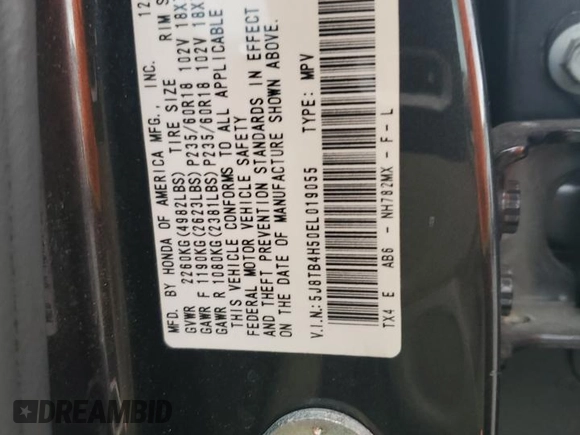 MFD. BY HONDA OF AMERICA MFG., INC. 12
GVWR 2260KG(4982LBS) TIRE SIZE RIM S
GAWR F 1190KG(2623LBS)P235/60R18 102V 18X
GAWR R 1080KG(2381LBS)P235/60R18 102V 18X
THIS VEHICLE CONFORMS TO ALL APPLICABLE
FEDERAL MOTOR VEHICLE SAFETY
AND THEFT PREVENTION STANDARDS IN EFFECT
ON THE DATE OF MANUFACTURE SHOWN ABOVE.
V.I.N.:5J8TB4H50EL019055 TYPE: MPV
TX4 E AB6 - NH782MX - F - L
DREAMBID